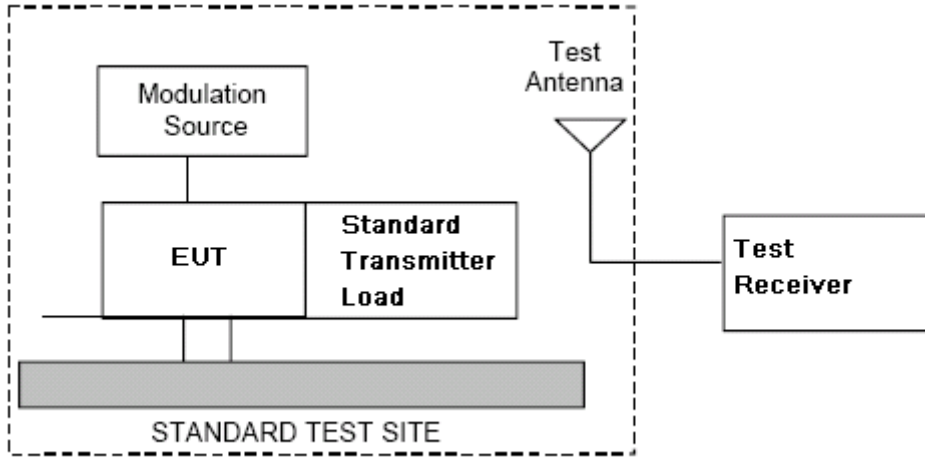 Test
Antenna
Modulation
Source
EUT
Standard
Transmitter
Load
Test
Receiver
STANDARD TEST SITE